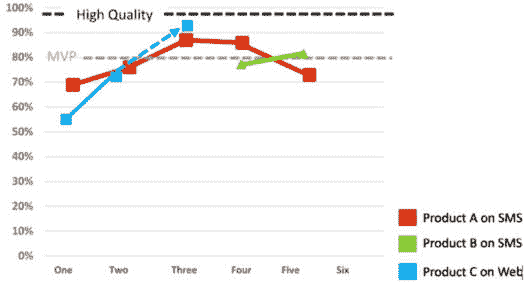 100%
High Quality
90%
80%
MVP
70%
60%
50%
40%
30%
20%
10%
0%
One Two Three Four Five Six
Product A on SMS
Product B on SMS
Product C on Web